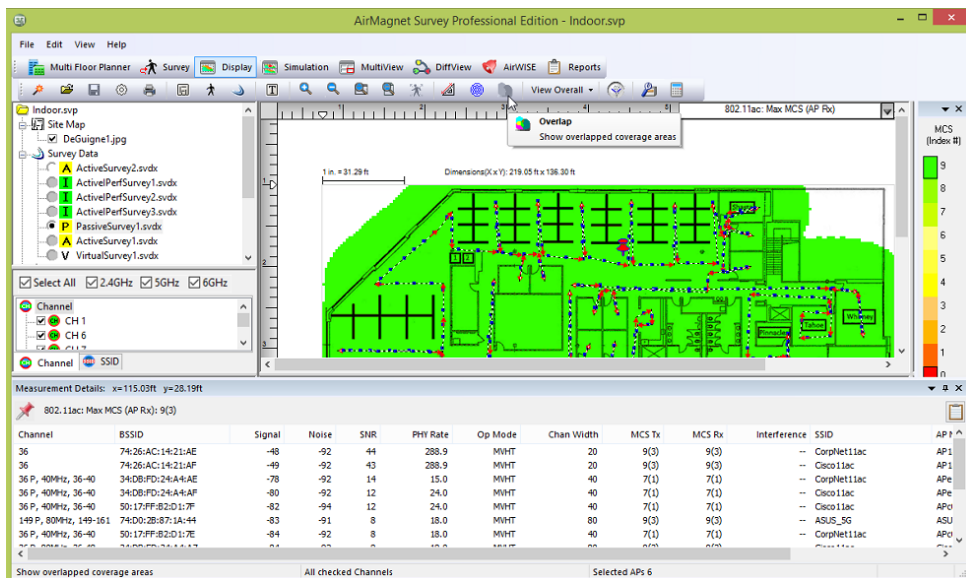 AirMagnet Survey Professional Edition - Indoor.svp
File Edit View Help
Multi Floor Planner Survey Display Simulation MultiView DiffView AirWISE Reports
View Overall
Indoor.svp
Site Map
DeGuigne1.jpg
Survey Data
ActiveSurvey2.svdx
ActiveIPerfSurvey1.svdx
ActiveIPerfSurvey2.svdx
ActiveIPerfSurvey3.svdx
PassiveSurvey1.svdx
ActiveSurvey1.svdx
VirtualSurvey1.svdx
Select All 2.4GHz 5GHz 6GHz
Channel
CH 1
CH 6
Channel SSID
802.11ac: Max MCS (AP Rx)
Overlap
Show overlapped coverage areas
1 in. = 31.29 ft Dimensions(X x Y): 219.05 ft x 136.30 ft
Pinnacles Tahoe Whitney
MCS
(Index #)
9
8
7
6
5
4
3
2
1
0
Measurement Details: x=115.03ft y=28.19ft
802.11ac: Max MCS (AP Rx): 9(3)
Channel BSSID Signal Noise SNR PHY Rate Op Mode Chan Width MCS Tx MCS Rx Interference SSID
36 74:26:AC:14:21:AE -48 -92 44 288.9 MVHT 20 9(3) 9(3) -- CorpNet11ac AP1
36 74:26:AC:14:21:AF -49 -92 43 288.9 MVHT 20 9(3) 9(3) -- Cisco11ac AP1
36 P, 40MHz, 36-40 34:DB:FD:24:A4:AE -78 -92 14 15.0 MVHT 40 7(1) 7(1) -- CorpNet11ac APe
36 P, 40MHz, 36-40 34:DB:FD:24:A4:AF -80 -92 12 24.0 MVHT 40 7(1) 7(1) -- Cisco11ac APe
36 P, 40MHz, 36-40 50:17:FF:B2:D1:7F -82 -94 12 24.0 MVHT 40 7(1) 7(1) -- Cisco11ac
149 P, 80MHz, 149-161 74:D0:2B:87:1A:44 -83 -91 8 18.0 MVHT 80 9(3) 9(3) -- ASUS_5G ASU
36 P, 40MHz, 36-40 50:17:FF:B2:D1:7E -84 -92 8 18.0 MVHT 40 7(1) 7(1) -- CorpNet11ac
Show overlapped coverage areas All checked Channels Selected APs 6